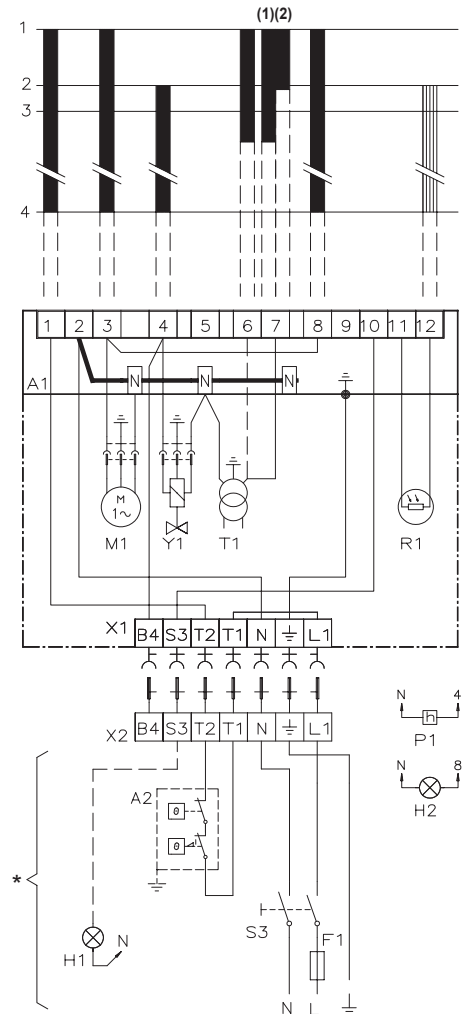 (1)(2)
1
2
3
4
1 2 3 4 5 6 7 8 9 10 11 12
N N N
A1
M
1~
M1 Y1 T1 R1
X1 B4 S3 T2 T1 N L1
X2 B4 S3 T2 T1 N L1
N h 4
P1
N 8
H2
A2
θ
θ
*
S3 F1
H1 N
N L